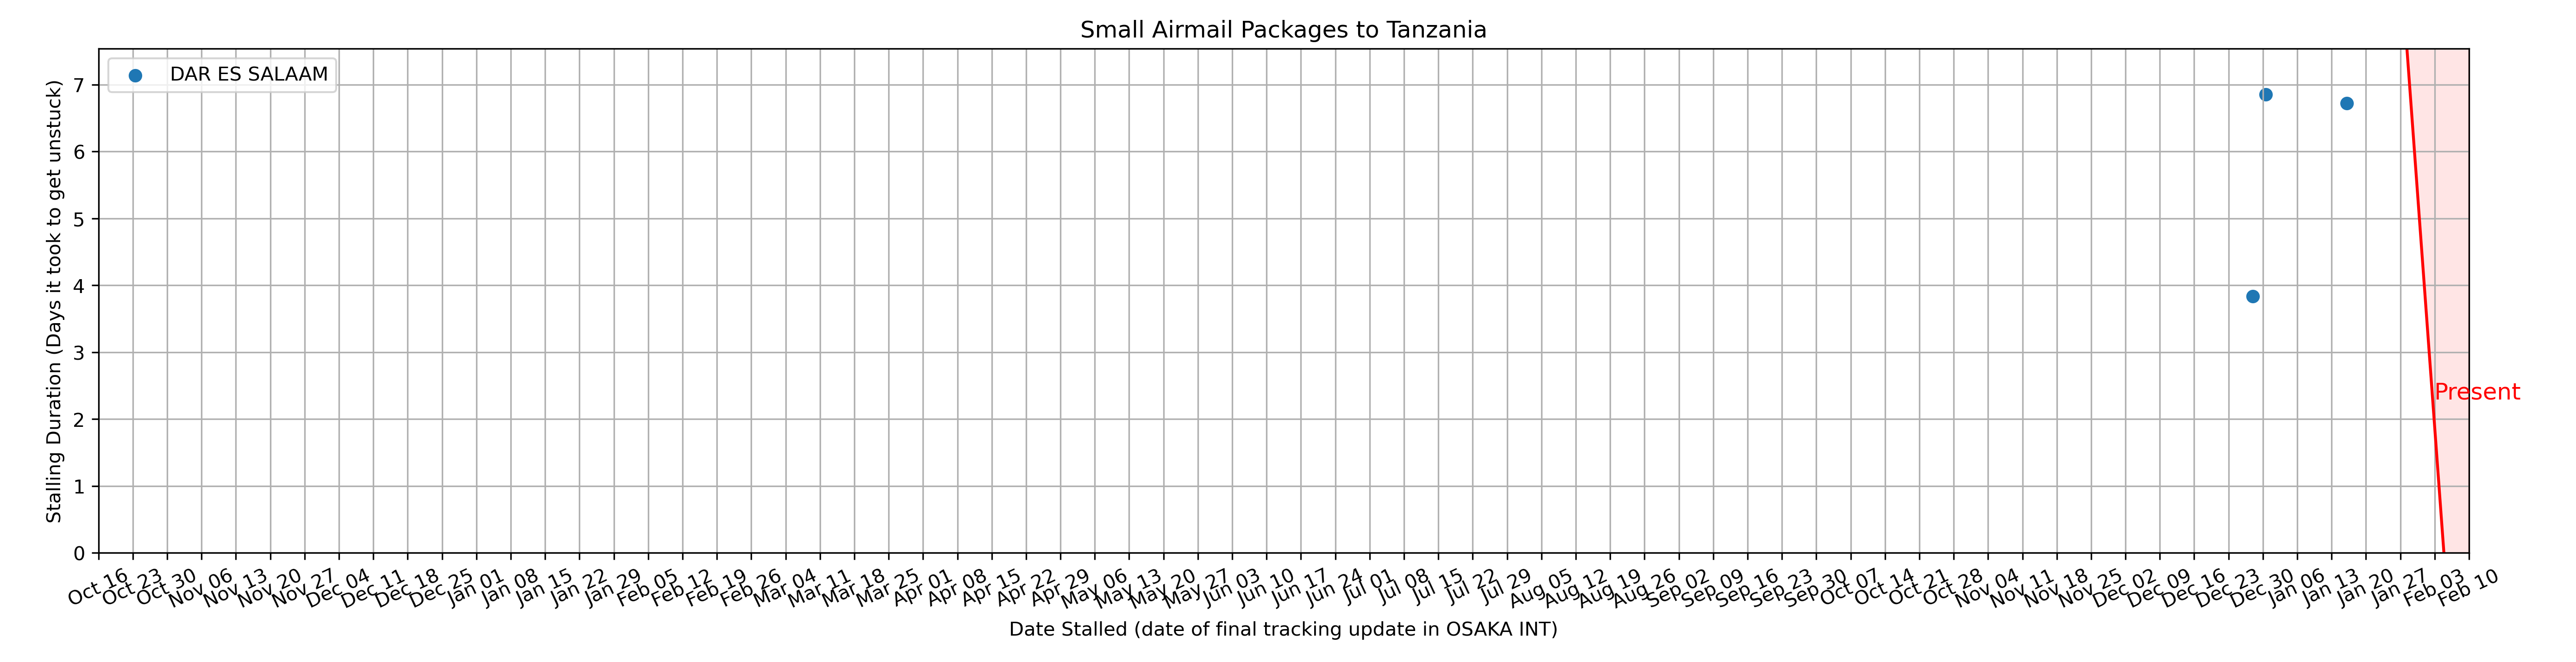 Small Airmail Packages to Tanzania
DAR ES SALAAM
Stalling Duration (Days it took to get unstuck)
7
6
5
4
3
2
1
0
Present
Oct 16
Oct 23
Oct 30
Nov 06
Nov 13
Nov 20
Nov 27
Dec 04
Dec 11
Dec 18
Dec 25
Jan 01
Jan 08
Jan 15
Jan 22
Jan 29
Feb 05
Feb 12
Feb 19
Feb 26
Mar 04
Mar 11
Mar 18
Mar 25
Apr 01
Apr 08
Apr 15
Apr 22
Apr 29
May 06
May 13
May 20
May 27
Jun 03
Jun 10
Jun 17
Jun 24
Jul 01
Jul 08
Jul 15
Jul 22
Jul 29
Aug 05
Aug 12
Aug 19
Aug 26
Sep 02
Sep 09
Sep 16
Sep 23
Sep 30
Oct 07
Oct 14
Oct 21
Oct 28
Nov 04
Nov 11
Nov 18
Nov 25
Dec 02
Dec 09
Dec 16
Dec 23
Dec 30
Jan 06
Jan 13
Jan 20
Jan 27
Feb 03
Feb 10
Date Stalled (date of final tracking update in OSAKA INT)